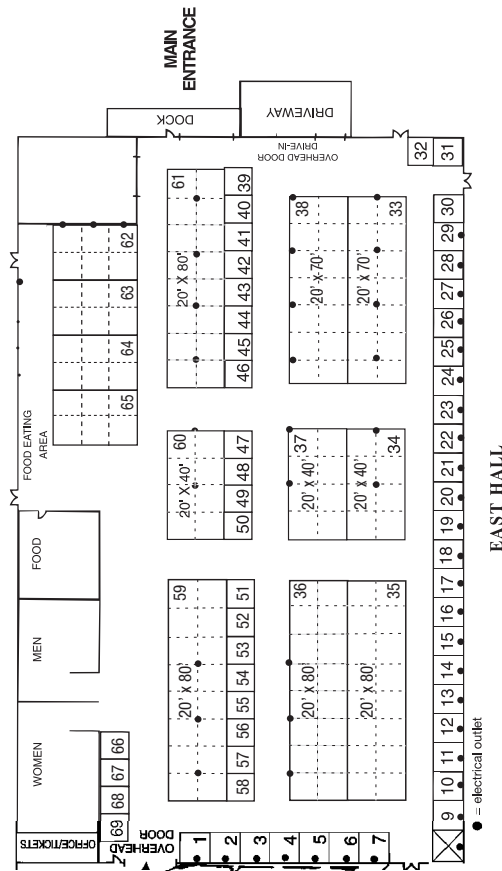 MAIN
ENTRANCE
DOCK
DRIVEWAY
OVERHEAD DOOR
DRIVE-IN
32
31
61
20' X 80'
39
40
41
42
43
44
45
46
38
20' X 70'
20' X 70'
33
62
63
64
65
FOOD EATING
AREA
60
20' X 40'
47
48
49
50
37
20' X 40'
20' X 40'
34
FOOD
MEN
WOMEN
59
20' X 80'
51
52
53
54
55
56
57
58
36
20' X 80'
20' X 80'
35
66
67
68
69
OFFICE/TICKETS
OVERHEAD
DOOR
1
2
3
4
5
6
7
30
29
28
27
26
25
24
23
22
21
20
19
18
17
16
15
14
13
12
11
10
9
● = electrical outlet
EAST HALL